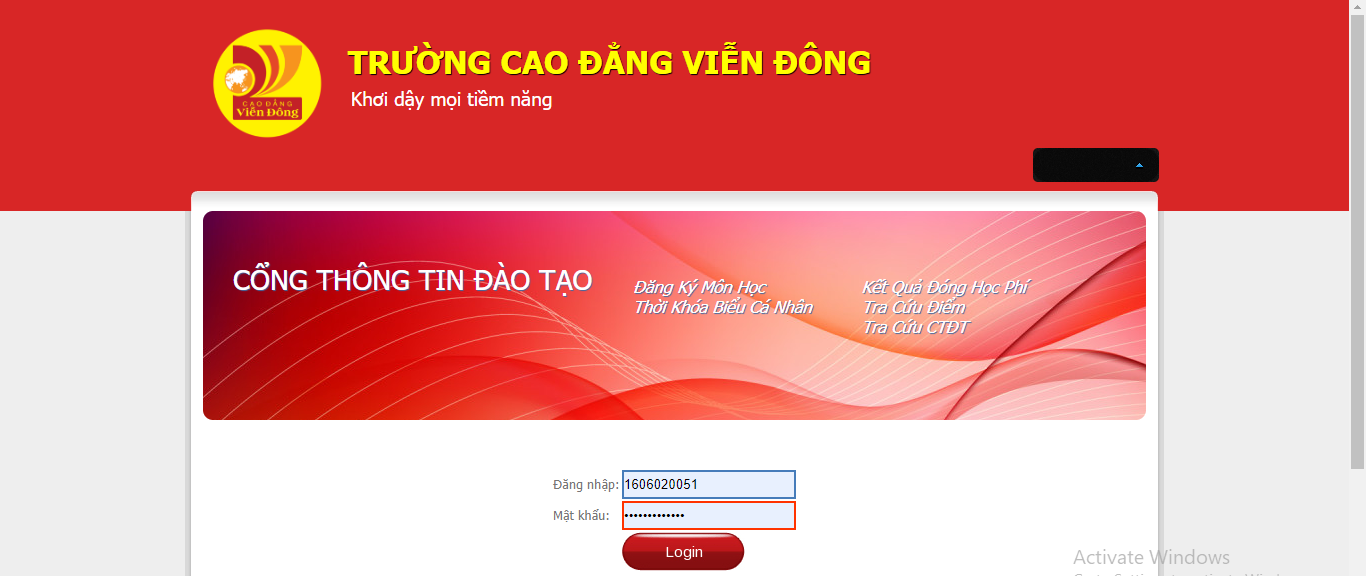 TRƯỜNG CAO ĐẲNG VIỄN ĐÔNG
Khơi dậy mọi tiềm năng
CAO ĐẲNG
Viễn Đông
CỔNG THÔNG TIN ĐÀO TẠO
Đăng Ký Môn Học
Thời Khóa Biểu Cá Nhân
Kết Quả Đóng Học Phí
Tra Cứu Điểm
Tra Cứu CTĐT
Đăng nhập: 1606020051
Mật khẩu: •••••••••••••
Login
Activate Windows